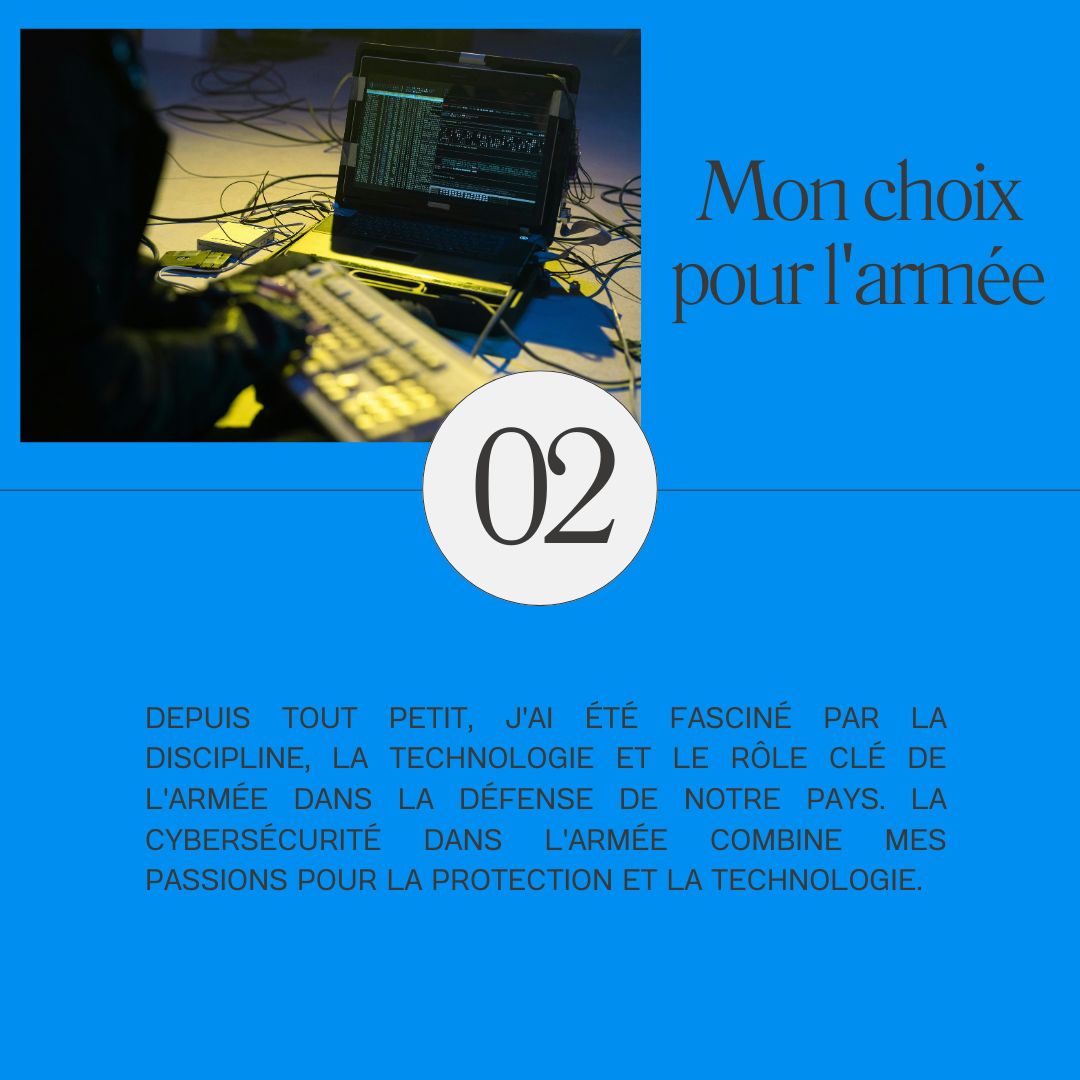 Mon choix
pour l'armée
02
DEPUIS TOUT PETIT, J'AI ÉTÉ FASCINÉ PAR LA
DISCIPLINE, LA TECHNOLOGIE ET LE RÔLE CLÉ DE
L'ARMÉE DANS LA DÉFENSE DE NOTRE PAYS. LA
CYBERSÉCURITÉ DANS L'ARMÉE COMBINE MES
PASSIONS POUR LA PROTECTION ET LA TECHNOLOGIE.